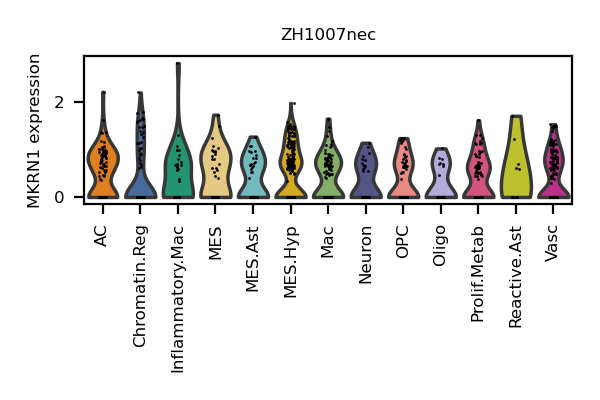 ZH1007nec
MKRN1 expression
2
0
AC
Chromatin.Reg
Inflammatory.Mac
MES
MES.Ast
MES.Hyp
Mac
Neuron
OPC
Oligo
Prolif.Metab
Reactive.Ast
Vasc